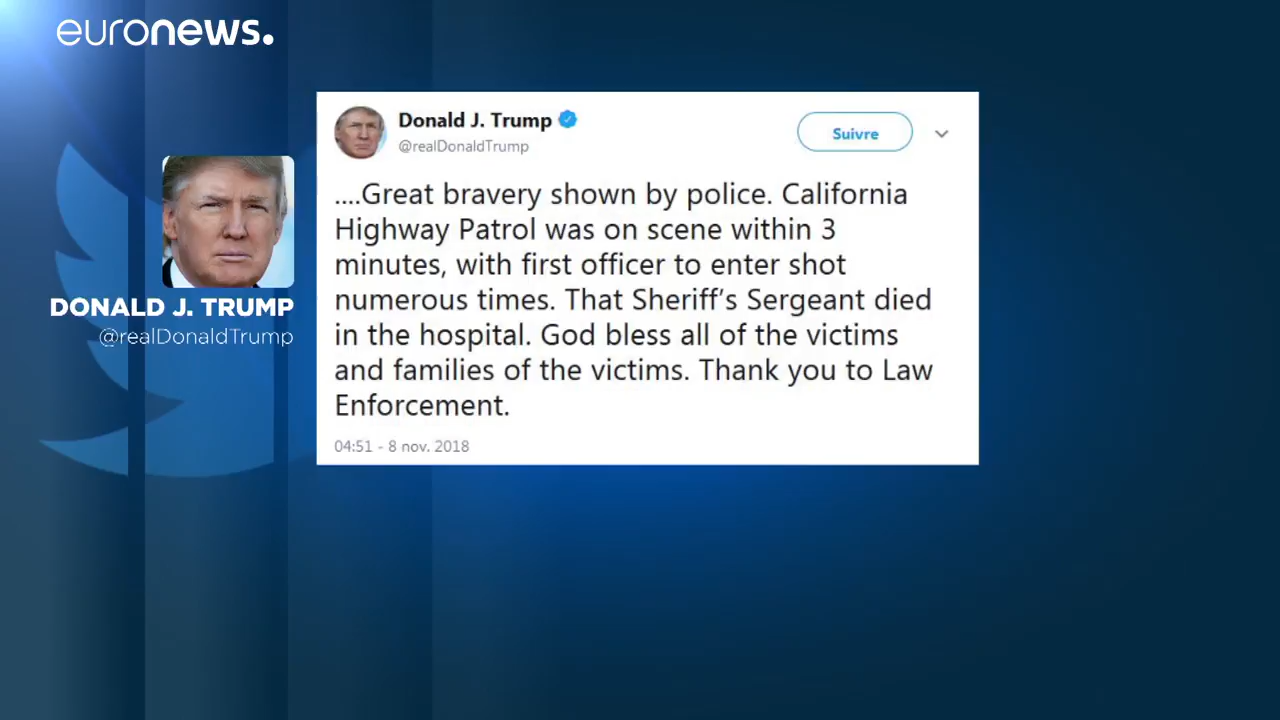 euronews.
Donald J. Trump
@realDonaldTrump
Suivre
....Great bravery shown by police. California
Highway Patrol was on scene within 3
minutes, with first officer to enter shot
numerous times. That Sheriff’s Sergeant died
in the hospital. God bless all of the victims
and families of the victims. Thank you to Law
Enforcement.
04:51 - 8 nov. 2018
DONALD J. TRUMP
@realDonaldTrump